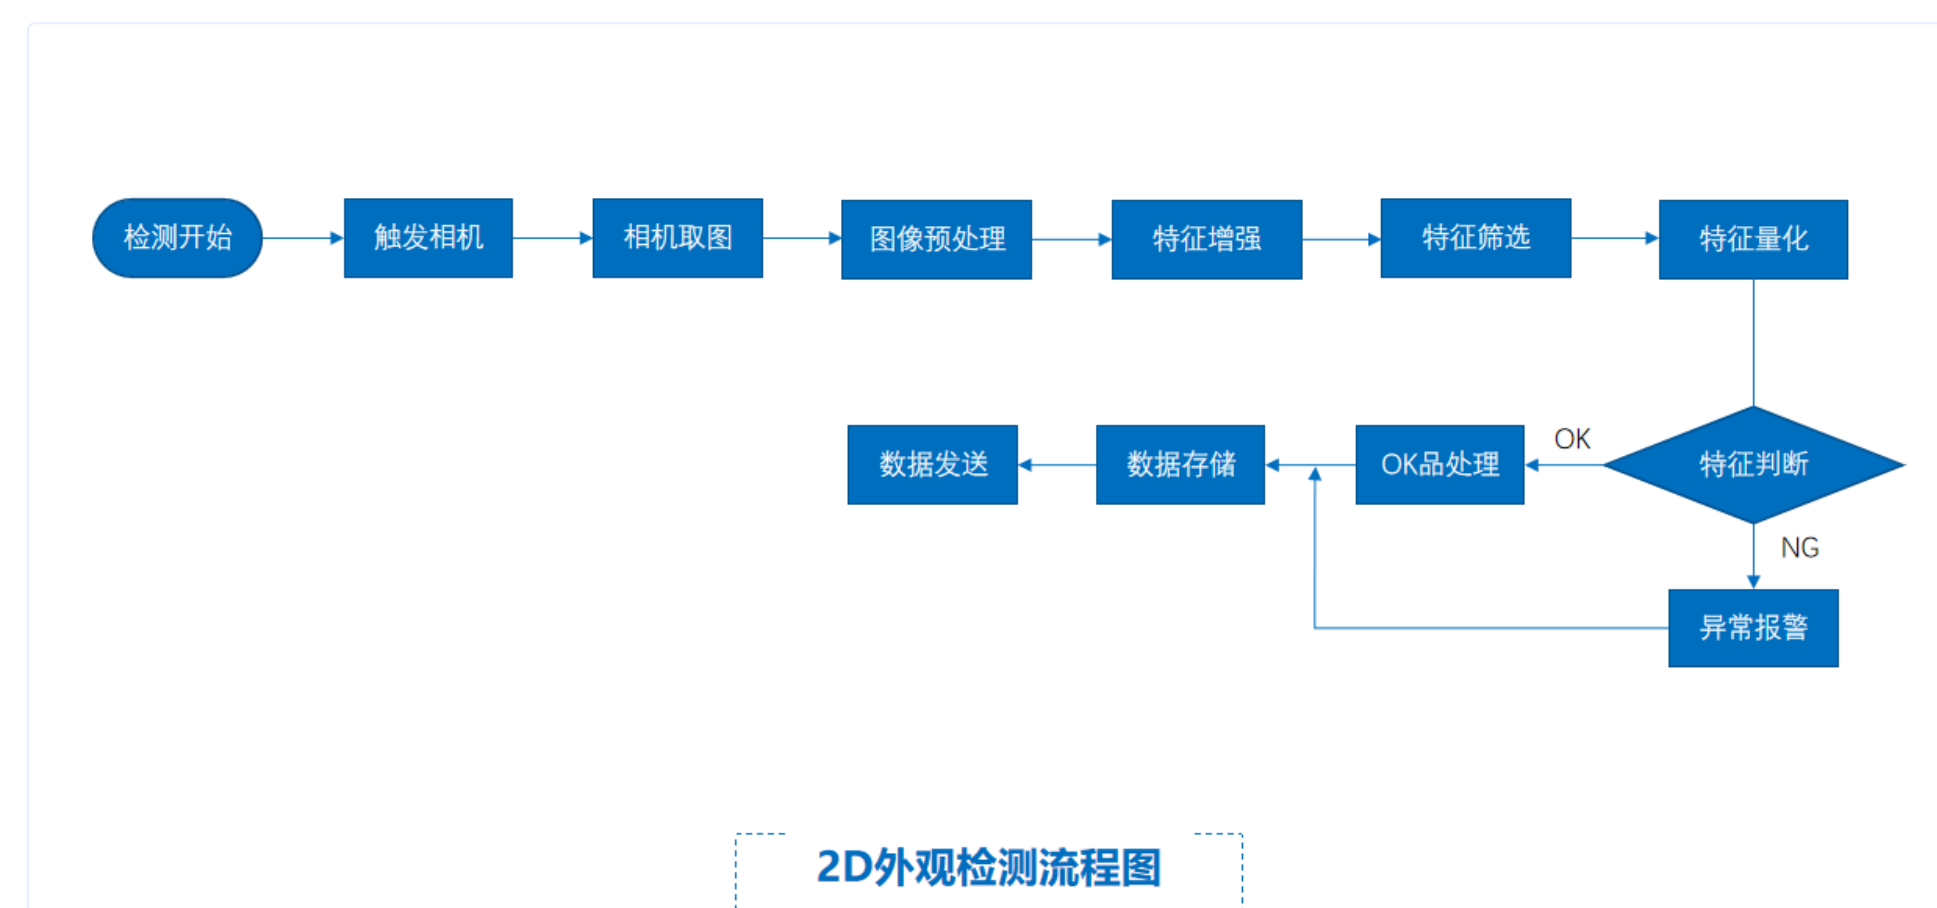 检测开始
触发相机
相机取图
图像预处理
特征增强
特征筛选
特征量化
特征判断
OK
OK品处理
数据存储
数据发送
NG
异常报警
2D外观检测流程图